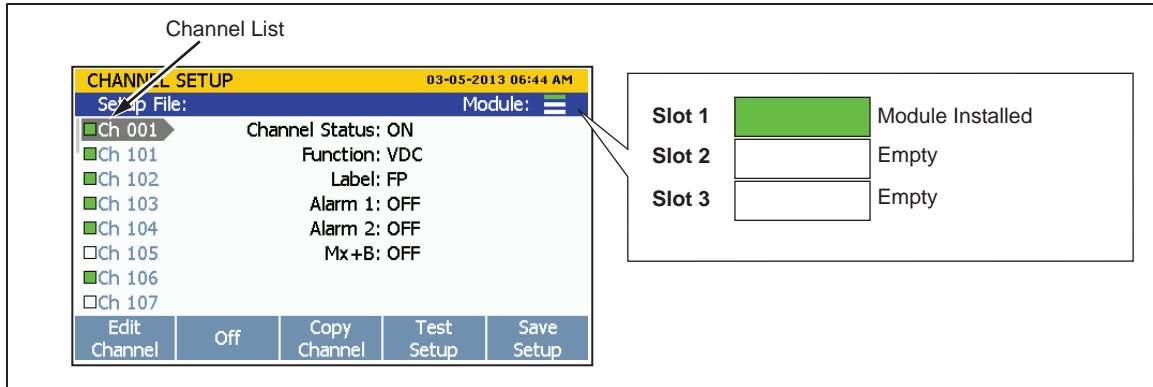 Channel List
CHANNEL SETUP 03-05-2013 06:44 AM
Setup File: Module:
Ch 001 Channel Status: ON
Ch 101 Function: VDC
Ch 102 Label: FP
Ch 103 Alarm 1: OFF
Ch 104 Alarm 2: OFF
Ch 105 Mx+B: OFF
Ch 106
Ch 107
Edit Channel Off Copy Channel Test Setup Save Setup
Slot 1 Module Installed
Slot 2 Empty
Slot 3 Empty